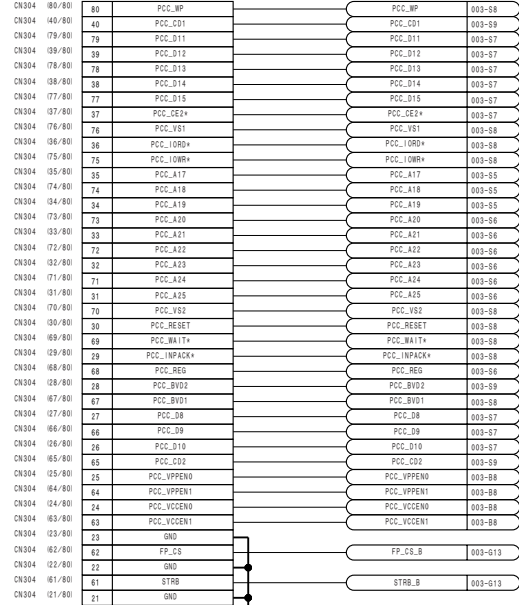 CN304 (80/80) 80 PCC_WP PCC_WP 003-S8
CN304 (40/80) 40 PCC_CD1 PCC_CD1 003-S9
CN304 (79/80) 79 PCC_D11 PCC_D11 003-S7
CN304 (39/80) 39 PCC_D12 PCC_D12 003-S7
CN304 (78/80) 78 PCC_D13 PCC_D13 003-S7
CN304 (38/80) 38 PCC_D14 PCC_D14 003-S7
CN304 (77/80) 77 PCC_D15 PCC_D15 003-S7
CN304 (37/80) 37 PCC_CE2* PCC_CE2* 003-S7
CN304 (76/80) 76 PCC_VS1 PCC_VS1 003-S8
CN304 (36/80) 36 PCC_IORD* PCC_IORD* 003-S8
CN304 (75/80) 75 PCC_IOWR* PCC_IOWR* 003-S8
CN304 (35/80) 35 PCC_A17 PCC_A17 003-S5
CN304 (74/80) 74 PCC_A18 PCC_A18 003-S5
CN304 (34/80) 34 PCC_A19 PCC_A19 003-S5
CN304 (73/80) 73 PCC_A20 PCC_A20 003-S6
CN304 (33/80) 33 PCC_A21 PCC_A21 003-S6
CN304 (72/80) 72 PCC_A22 PCC_A22 003-S6
CN304 (32/80) 32 PCC_A23 PCC_A23 003-S6
CN304 (71/80) 71 PCC_A24 PCC_A24 003-S6
CN304 (31/80) 31 PCC_A25 PCC_A25 003-S6
CN304 (70/80) 70 PCC_VS2 PCC_VS2 003-S8
CN304 (30/80) 30 PCC_RESET PCC_RESET 003-S8
CN304 (69/80) 69 PCC_WAIT* PCC_WAIT* 003-S8
CN304 (29/80) 29 PCC_INPACK* PCC_INPACK* 003-S8
CN304 (68/80) 68 PCC_REG PCC_REG 003-S6
CN304 (28/80) 28 PCC_BVD2 PCC_BVD2 003-S9
CN304 (67/80) 67 PCC_BVD1 PCC_BVD1 003-S8
CN304 (27/80) 27 PCC_D8 PCC_D8 003-S7
CN304 (66/80) 66 PCC_D9 PCC_D9 003-S7
CN304 (26/80) 26 PCC_D10 PCC_D10 003-S7
CN304 (65/80) 65 PCC_CD2 PCC_CD2 003-S9
CN304 (25/80) 25 PCC_VPPEN0 PCC_VPPEN0 003-B8
CN304 (64/80) 64 PCC_VPPEN1 PCC_VPPEN1 003-B8
CN304 (24/80) 24 PCC_VCCEN0 PCC_VCCEN0 003-B8
CN304 (63/80) 63 PCC_VCCEN1 PCC_VCCEN1 003-B8
CN304 (23/80) 23 GND
CN304 (62/80) 62 FP_CS FP_CS_B 003-G13
CN304 (22/80) 22 GND
CN304 (61/80) 61 STRB STRB_B 003-G13
CN304 (21/80) 21 GND